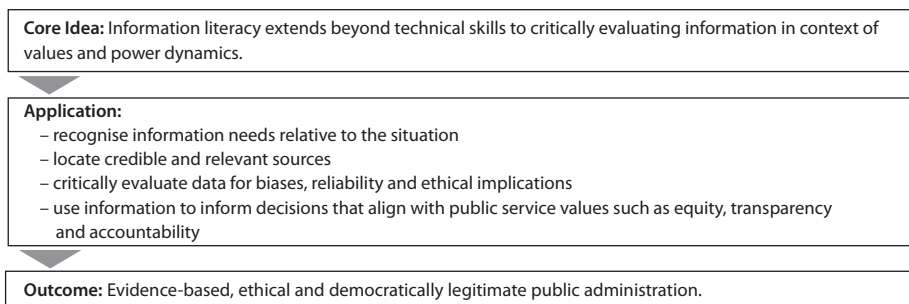 Core Idea: Information literacy extends beyond technical skills to critically evaluating information in context of
values and power dynamics.
Application:
– recognise information needs relative to the situation
– locate credible and relevant sources
– critically evaluate data for biases, reliability and ethical implications
– use information to inform decisions that align with public service values such as equity, transparency
and accountability
Outcome: Evidence-based, ethical and democratically legitimate public administration.